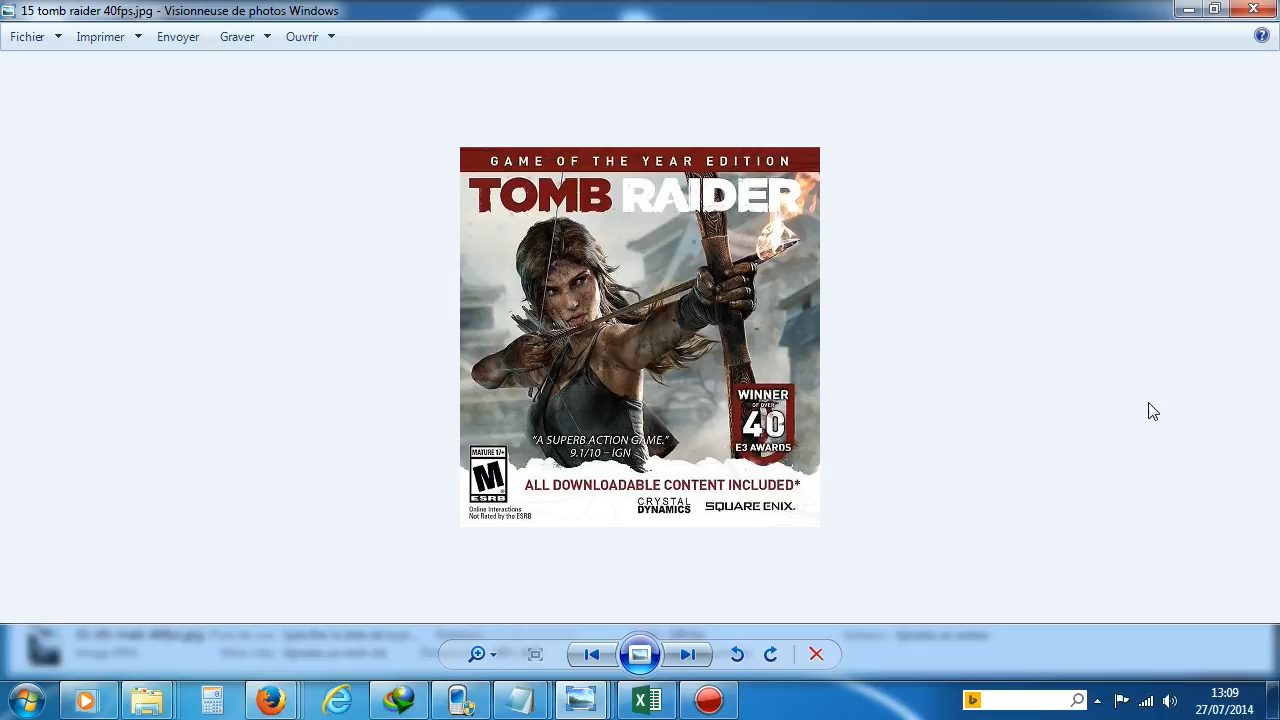 15 tomb raider 40fps.jpg - Visionneuse de photos Windows
Fichier Imprimer Envoyer Graver Ouvrir
GAME OF THE YEAR EDITION
TOMB RAIDER
WINNER
OF OVER
40
E3 AWARDS
"A SUPERB ACTION GAME."
9.1/10 – IGN
MATURE 17+
M
ESRB
ALL DOWNLOADABLE CONTENT INCLUDED*
CRYSTAL
DYNAMICS
SQUARE ENIX.
Online Interactions
Not Rated by the ESRB
13:09
27/07/2014